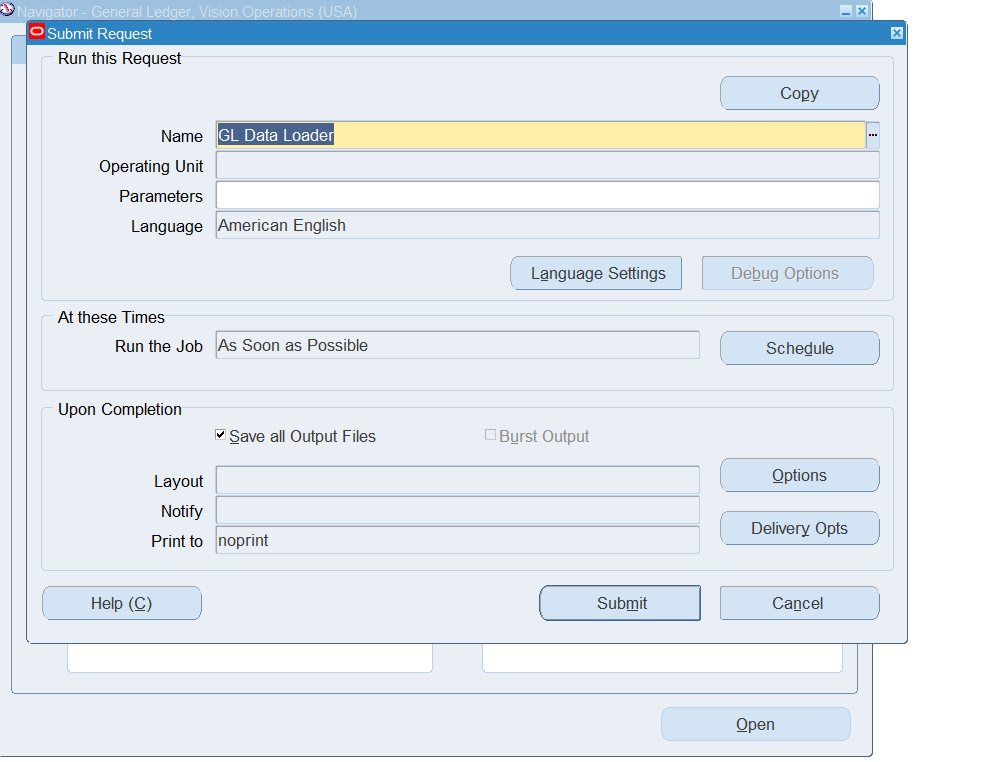 Navigator - General Ledger, Vision Operations (USA)
Submit Request
Run this Request
Copy
Name GL Data Loader ...
Operating Unit
Parameters
Language American English
Language Settings Debug Options
At these Times
Run the Job As Soon as Possible Schedule
Upon Completion
Save all Output Files Burst Output
Layout Options
Notify
Print to noprint Delivery Opts
Help (C) Submit Cancel
Open